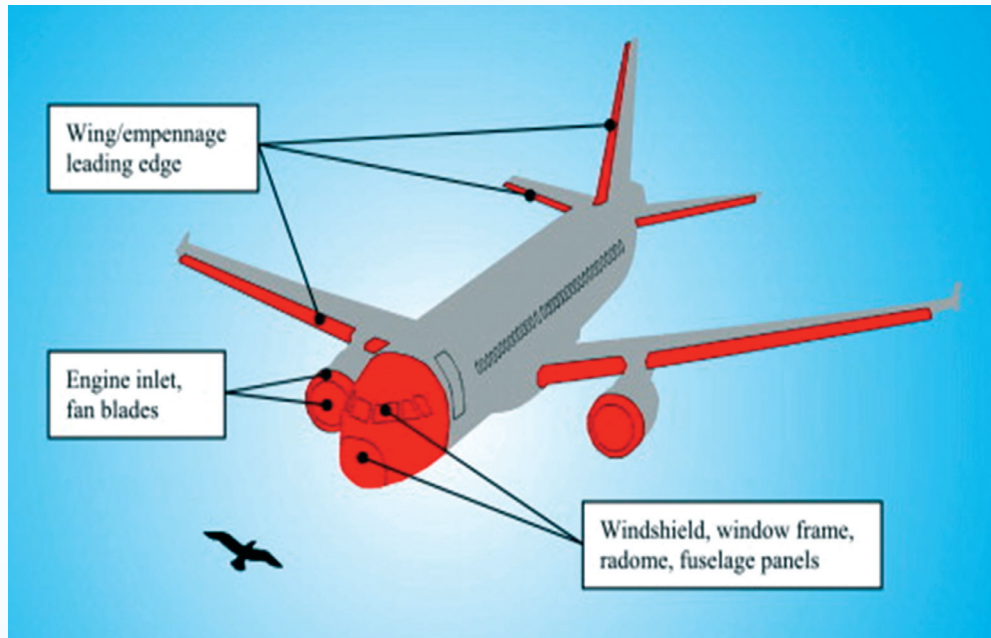 Wing/empennage
leading edge
Engine inlet,
fan blades
Windshield, window frame,
radome, fuselage panels